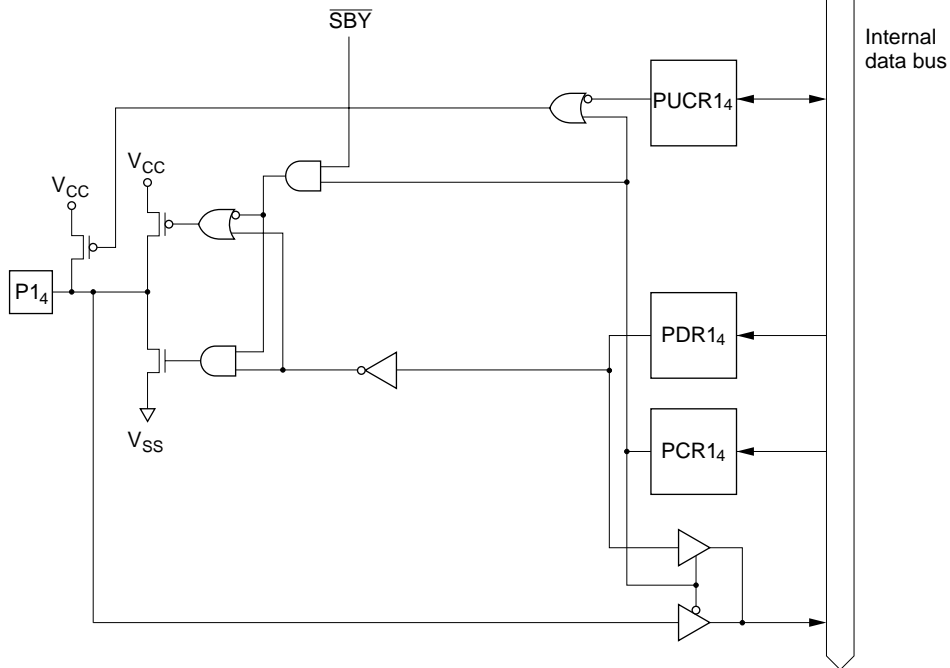 SBY
Internal
data bus
PUCR1₄
V_CC
V_CC
P1₄
PDR1₄
V_SS
PCR1₄